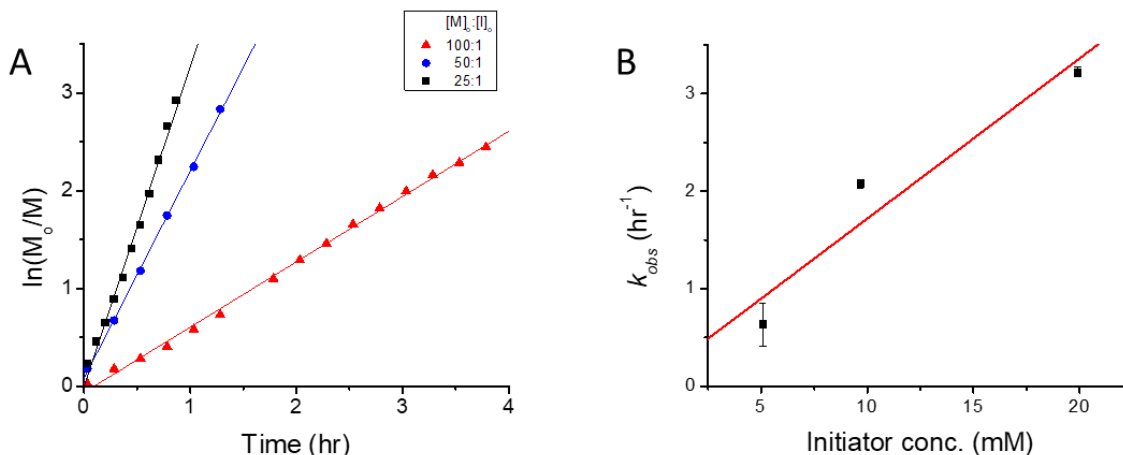 A
[M]ₒ:[I]ₒ
100:1
50:1
25:1
ln(Mₒ/M)
3
2
1
0
0 1 2 3 4
Time (hr)
B
k_obs (hr⁻¹)
3
2
1
0
5 10 15 20
Initiator conc. (mM)